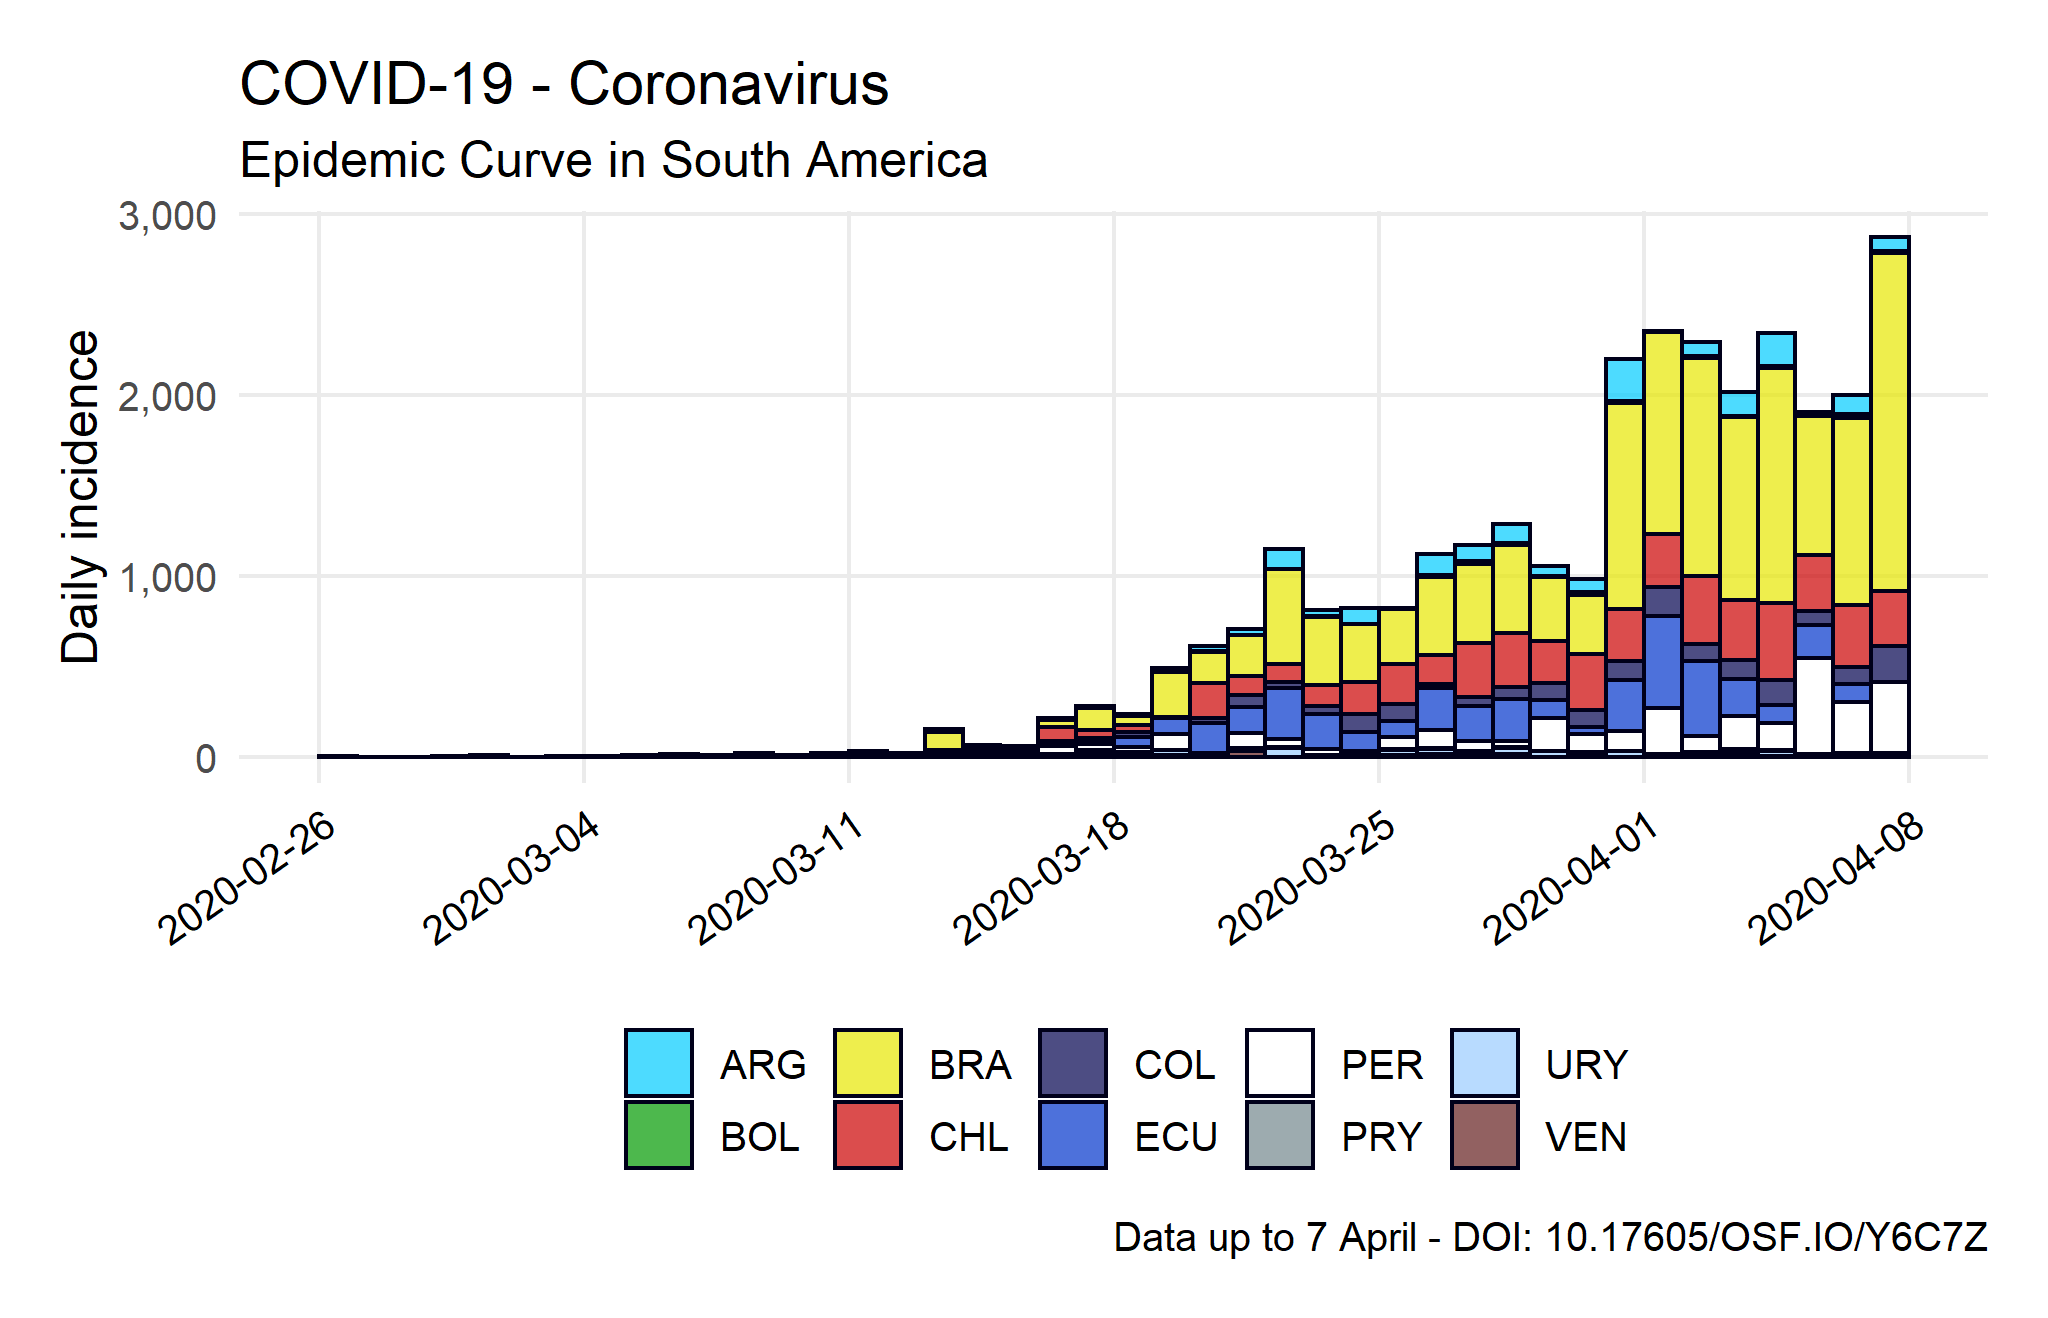 COVID-19 - Coronavirus
Epidemic Curve in South America
Daily incidence
3,000
2,000
1,000
0
2020-02-26
2020-03-04
2020-03-11
2020-03-18
2020-03-25
2020-04-01
2020-04-08
ARG BRA COL PER URY
BOL CHL ECU PRY VEN
Data up to 7 April - DOI: 10.17605/OSF.IO/Y6C7Z